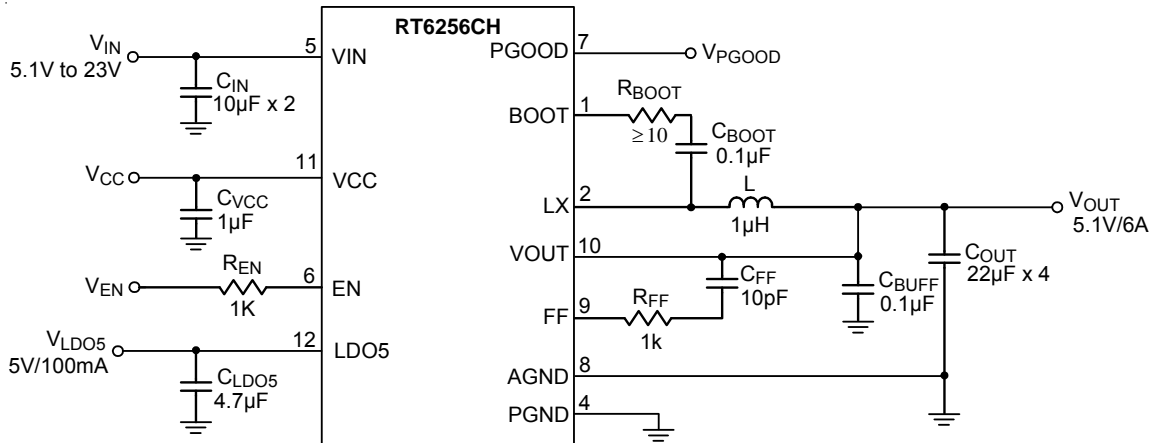 RT6256CH
VIN
5.1V to 23V
5
VIN
CIN
10µF x 2
VCC
11
VCC
CVCC
1µF
VEN
REN
1K
6
EN
VLDO5
5V/100mA
12
LDO5
CLDO5
4.7µF
PGOOD
7
VPGOOD
BOOT
1
RBOOT
≥10
CBOOT
0.1µF
LX
2
L
1µH
VOUT
5.1V/6A
VOUT
10
CFF
10pF
CBUFF
0.1µF
COUT
22µF x 4
FF
9
RFF
1k
AGND
8
PGND
4